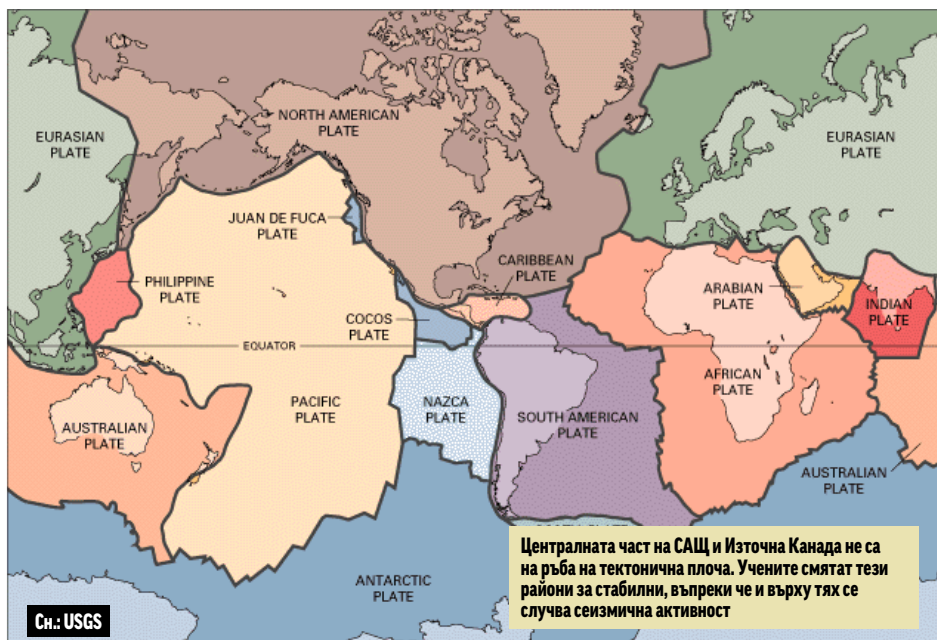 NORTH AMERICAN
PLATE
EURASIAN
PLATE
EURASIAN
PLATE
JUAN DE FUCA
PLATE
CARIBBEAN
PLATE
PHILIPPINE
PLATE
ARABIAN
PLATE
INDIAN
PLATE
COCOS
PLATE
EQUATOR
AFRICAN
PLATE
PACIFIC
PLATE
NAZCA
PLATE
SOUTH AMERICAN
PLATE
AUSTRALIAN
PLATE
AUSTRALIAN
PLATE
ANTARCTIC
PLATE
Централната част на САЩ и Източна Канада не са
на ръба на тектонична плоча. Учените смятат тези
райони за стабилни, въпреки че и върху тях се
случва сеизмична активност
Сн.: USGS